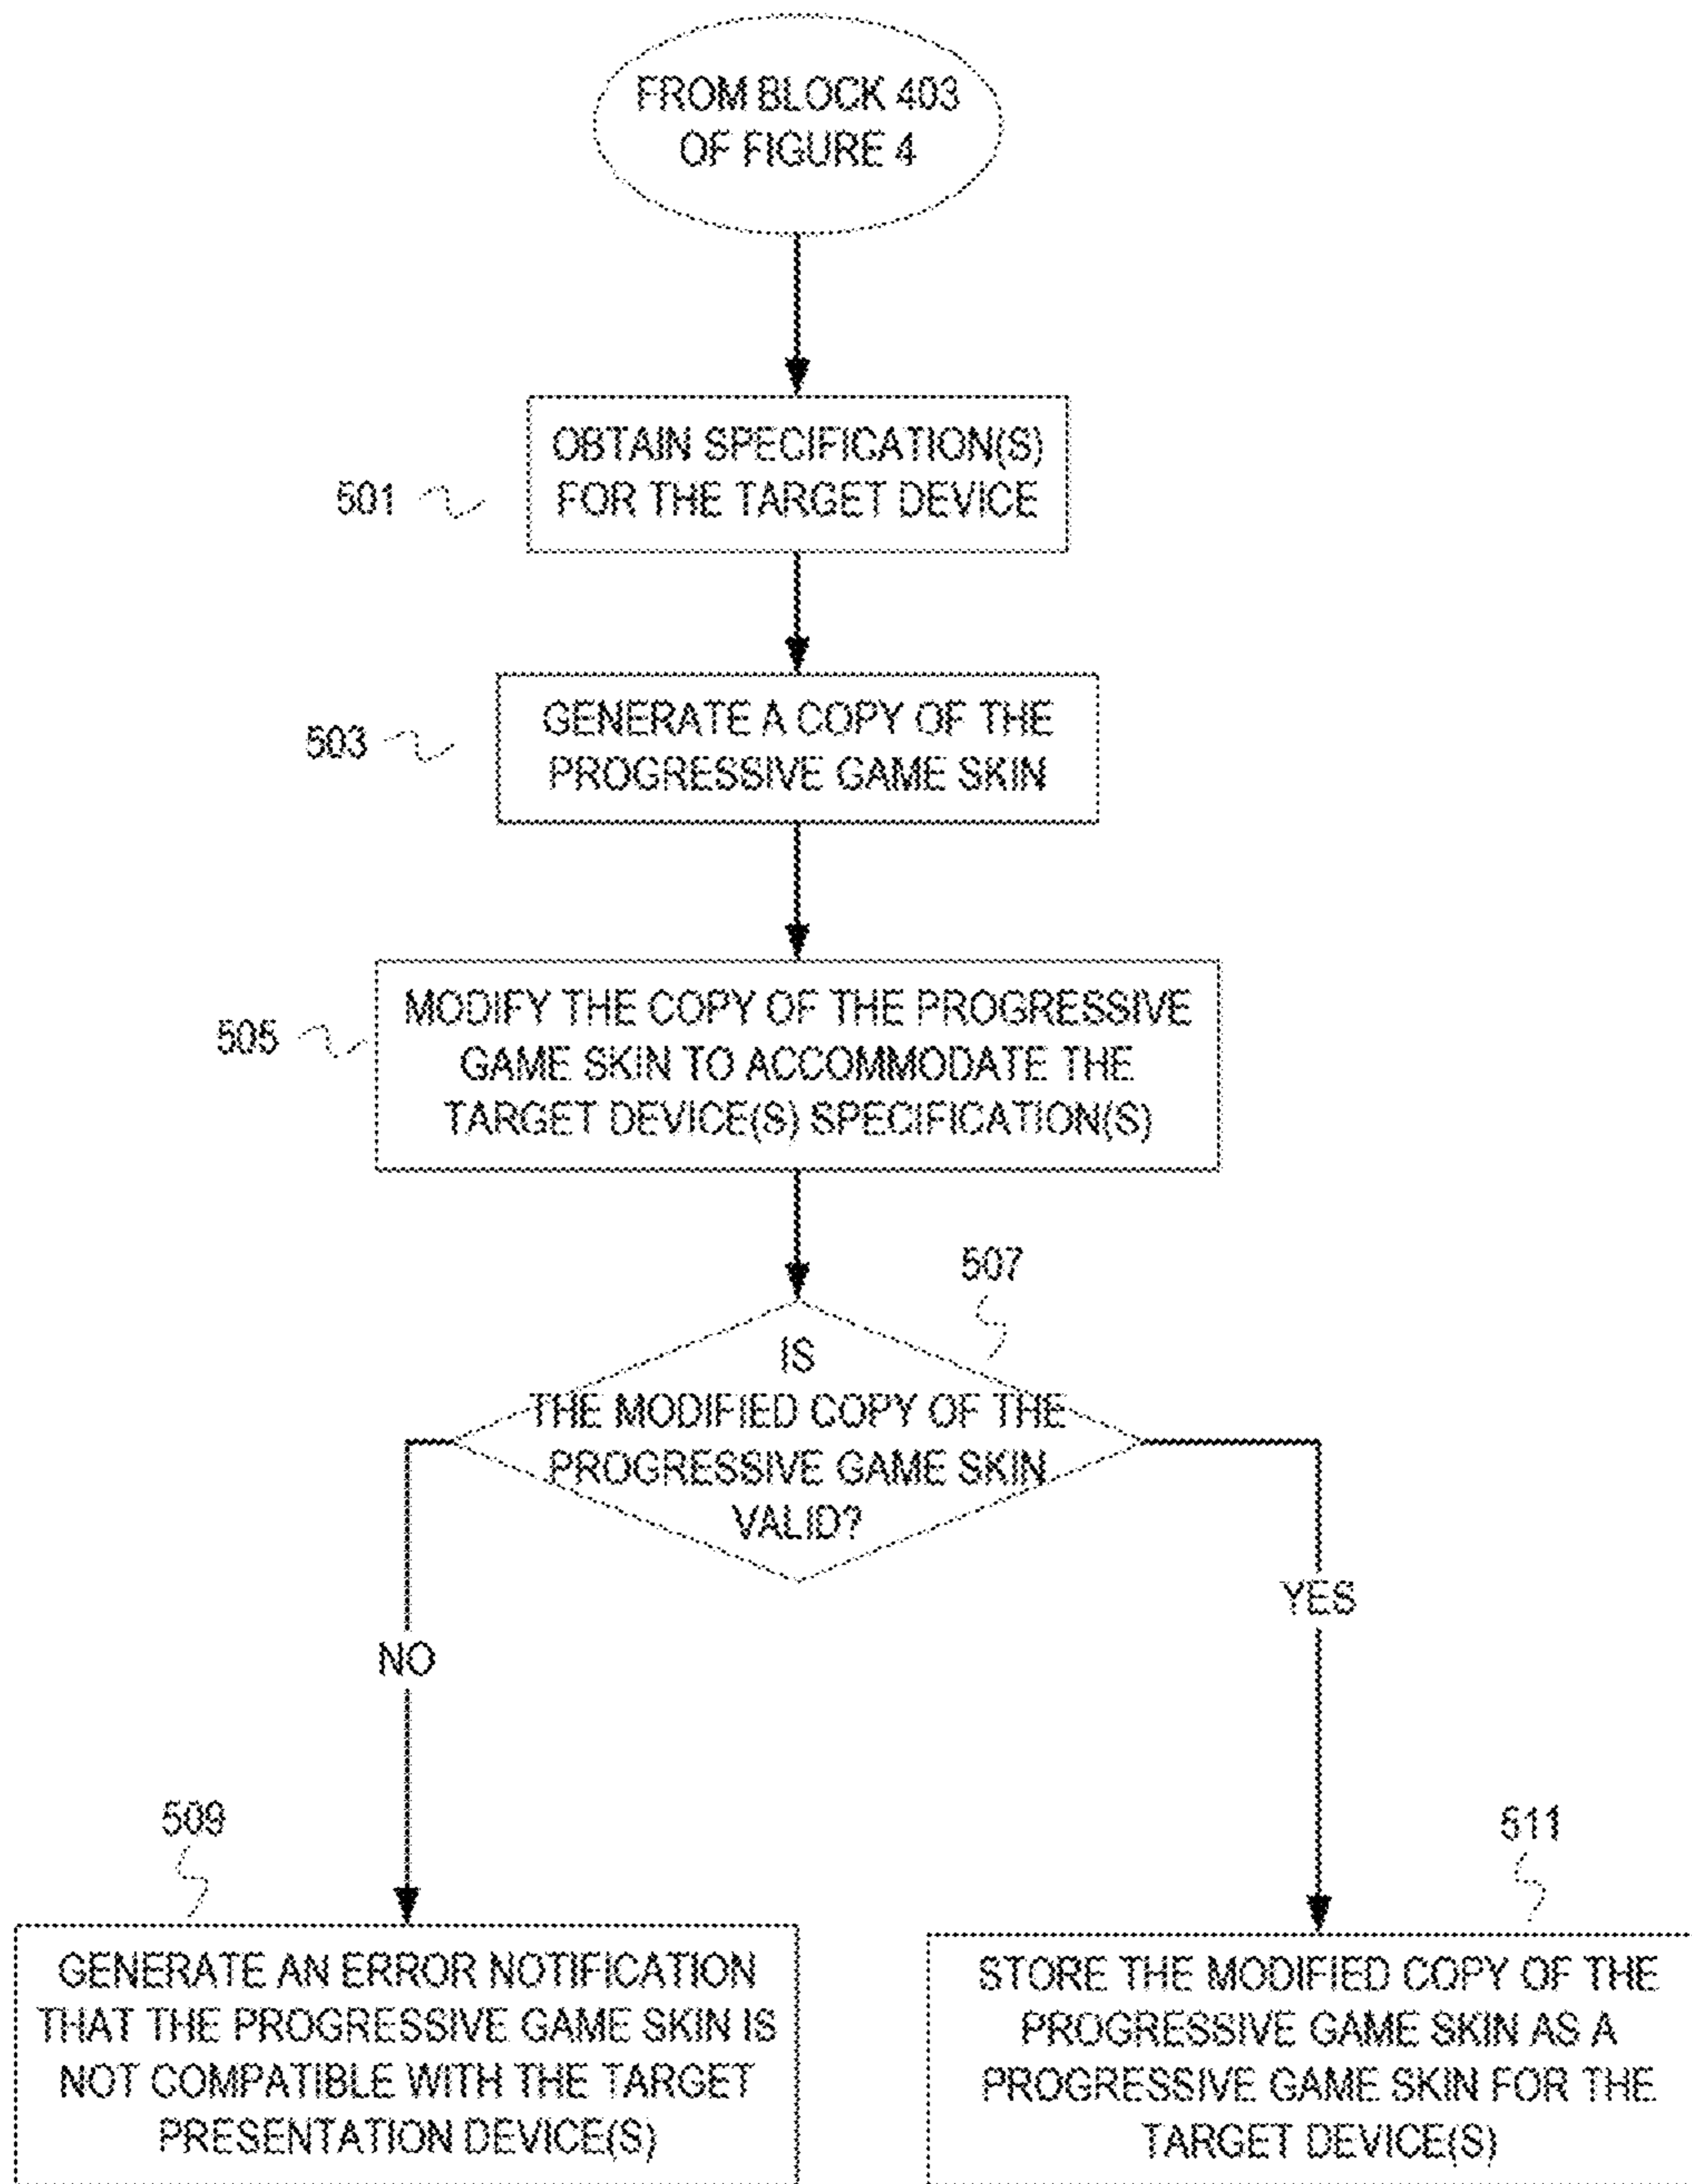 FROM BLOCK 403
OF FIGURE 4
OBTAIN SPECIFICATION(S)
FOR THE TARGET DEVICE
501
GENERATE A COPY OF THE
PROGRESSIVE GAME SKIN
503
MODIFY THE COPY OF THE PROGRESSIVE
GAME SKIN TO ACCOMMODATE THE
TARGET DEVICE(S) SPECIFICATION(S)
505
507
IS
THE MODIFIED COPY OF THE
PROGRESSIVE GAME SKIN
VALID?
YES
NO
509
GENERATE AN ERROR NOTIFICATION
THAT THE PROGRESSIVE GAME SKIN IS
NOT COMPATIBLE WITH THE TARGET
PRESENTATION DEVICE(S)
511
STORE THE MODIFIED COPY OF THE
PROGRESSIVE GAME SKIN AS A
PROGRESSIVE GAME SKIN FOR THE
TARGET DEVICE(S)